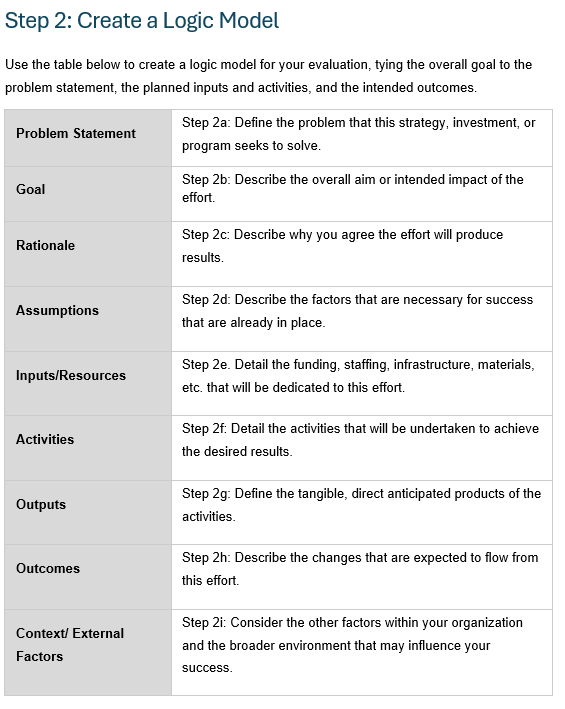 Step 2: Create a Logic Model
Use the table below to create a logic model for your evaluation, tying the overall goal to the
problem statement, the planned inputs and activities, and the intended outcomes.
Problem Statement
Step 2a: Define the problem that this strategy, investment, or
program seeks to solve.
Goal
Step 2b: Describe the overall aim or intended impact of the
effort.
Rationale
Step 2c: Describe why you agree the effort will produce
results.
Assumptions
Step 2d: Describe the factors that are necessary for success
that are already in place.
Inputs/Resources
Step 2e. Detail the funding, staffing, infrastructure, materials,
etc. that will be dedicated to this effort.
Activities
Step 2f: Detail the activities that will be undertaken to achieve
the desired results.
Outputs
Step 2g: Define the tangible, direct anticipated products of the
activities.
Outcomes
Step 2h: Describe the changes that are expected to flow from
this effort.
Context/ External
Factors
Step 2i: Consider the other factors within your organization
and the broader environment that may influence your
success.